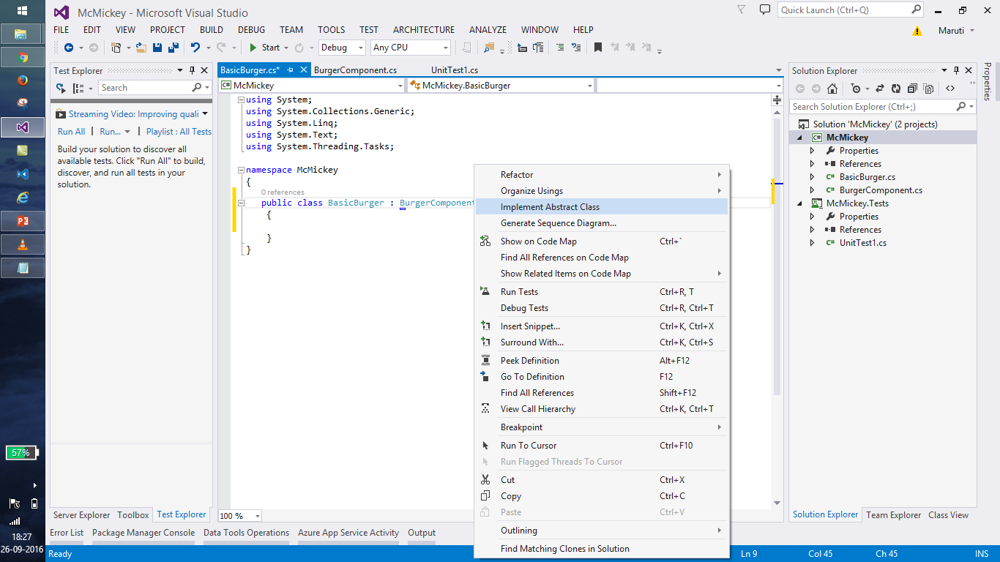 McMickey - Microsoft Visual Studio
Quick Launch (Ctrl+Q)
FILE EDIT VIEW PROJECT BUILD DEBUG TEAM TOOLS TEST ARCHITECTURE ANALYZE WINDOW HELP
Maruti
Start Debug Any CPU
Test Explorer
Search
Streaming Video: Improving quali
Run All Run... Playlist : All Tests
Build your solution to discover all
available tests. Click "Run All" to build,
discover, and run all tests in your
solution.
BasicBurger.cs* BurgerComponent.cs UnitTest1.cs
McMickey McMickey.BasicBurger
using System;
using System.Collections.Generic;
using System.Linq;
using System.Text;
using System.Threading.Tasks;
namespace McMickey
{
0 references
public class BasicBurger : BurgerComponent
{
}
}
Refactor
Organize Usings
Implement Abstract Class
Generate Sequence Diagram...
Show on Code Map Ctrl+`
Find All References on Code Map
Show Related Items on Code Map
Run Tests Ctrl+R, T
Debug Tests Ctrl+R, Ctrl+T
Insert Snippet... Ctrl+K, Ctrl+X
Surround With... Ctrl+K, Ctrl+S
Peek Definition Alt+F12
Go To Definition F12
Find All References Shift+F12
View Call Hierarchy Ctrl+K, Ctrl+T
Breakpoint
Run To Cursor Ctrl+F10
Run Flagged Threads To Cursor
Cut Ctrl+X
Copy Ctrl+C
Paste Ctrl+V
Outlining
Find Matching Clones in Solution
Solution Explorer
Search Solution Explorer (Ctrl+;)
Solution 'McMickey' (2 projects)
C# McMickey
Properties
References
C# BasicBurger.cs
C# BurgerComponent.cs
McMickey.Tests
Properties
References
C# UnitTest1.cs
Properties
100 %
Server Explorer Toolbox Test Explorer
Solution Explorer Team Explorer Class View
Error List Package Manager Console Data Tools Operations Azure App Service Activity Output
Ready
Ln 9 Col 45 Ch 45 INS
57%
18:27
26-09-2016